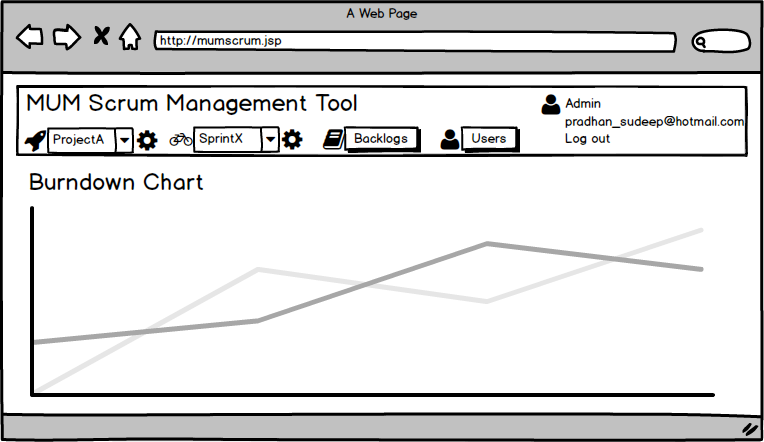 A Web Page
http://mumscrum.jsp
MUM Scrum Management Tool
Admin
pradhan_sudeep@hotmail.com
Log out
ProjectA
SprintX
Backlogs
Users
Burndown Chart